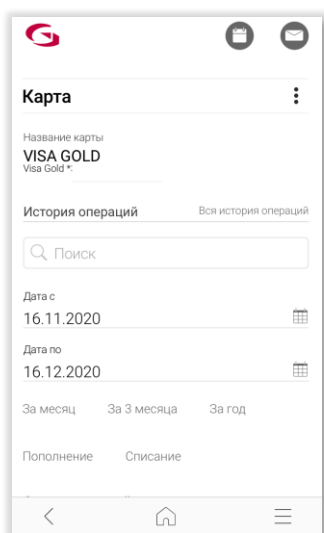 Карта
Название карты
VISA GOLD
Visa Gold *:
История операций Вся история операций
Поиск
Дата с
16.11.2020
Дата по
16.12.2020
За месяц За 3 месяца За год
Пополнение Списание